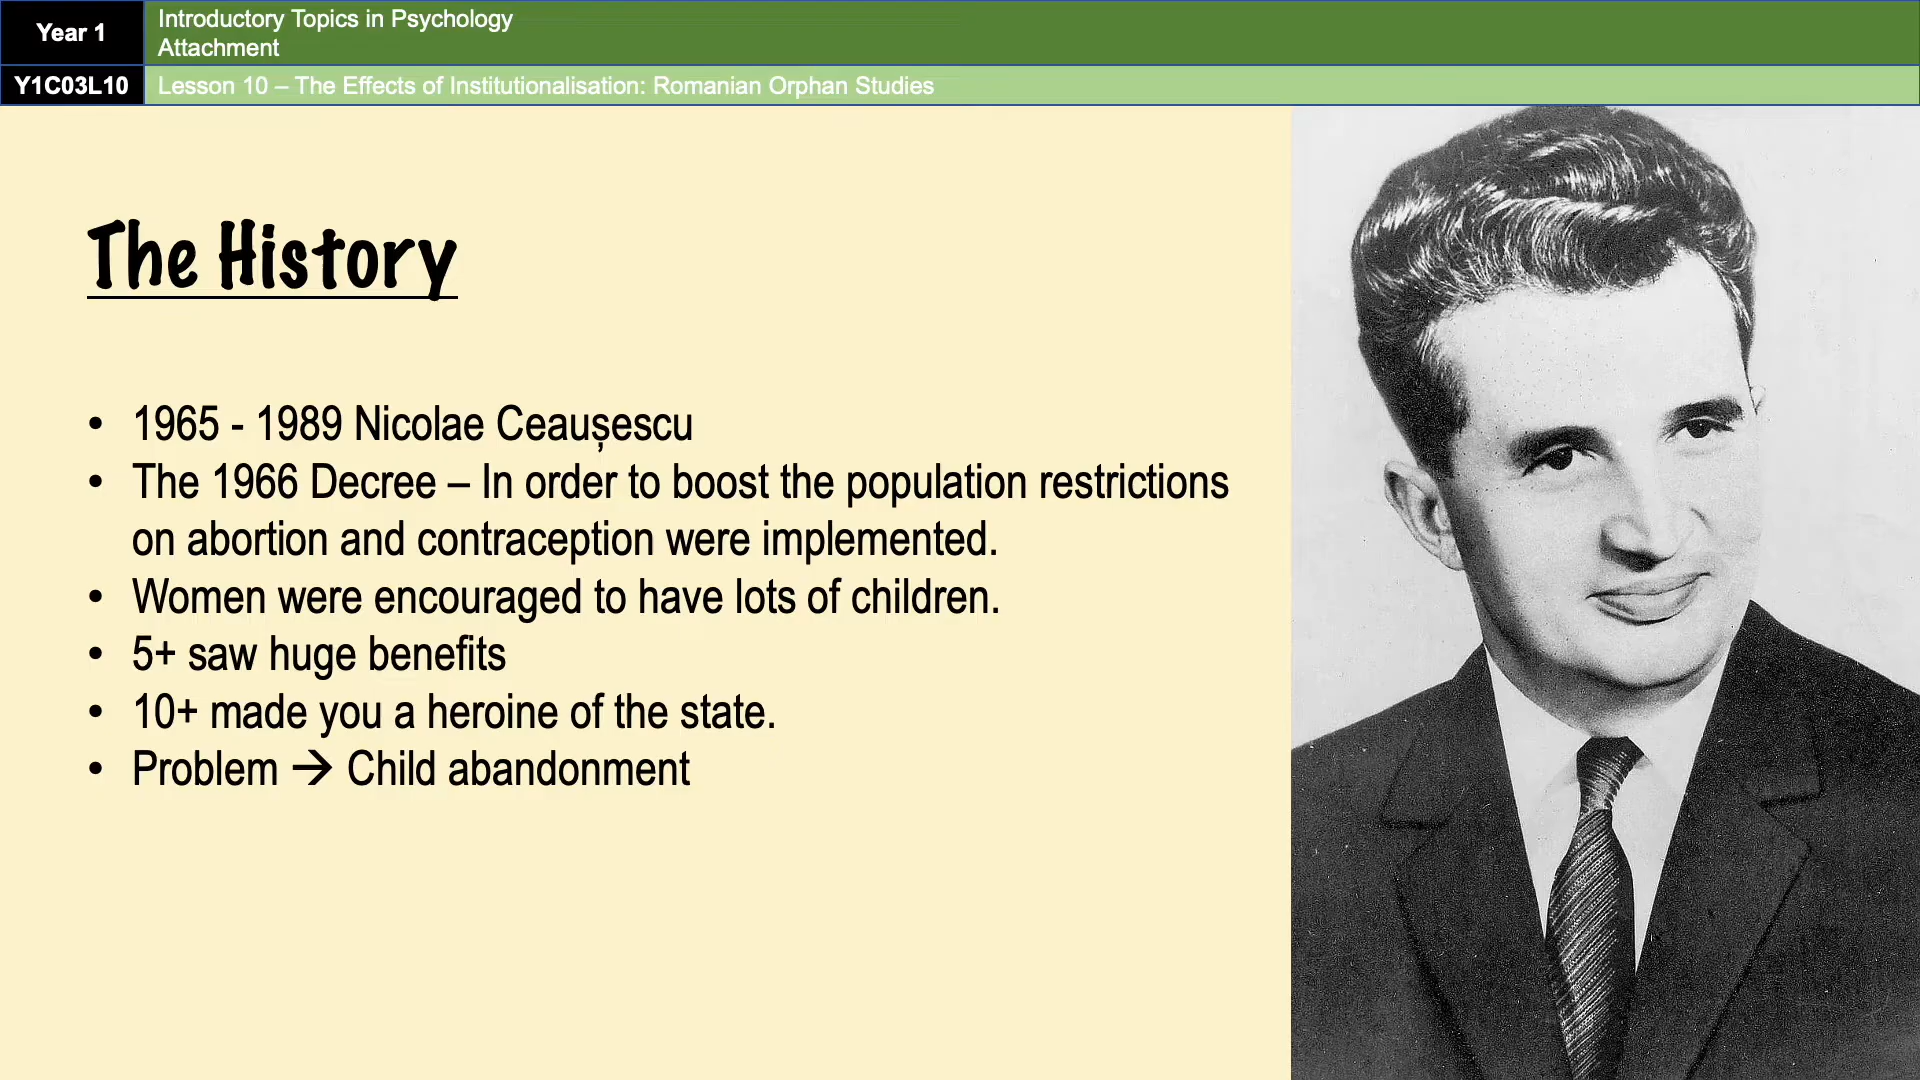 Year 1
Introductory Topics in Psychology
Attachment
Y1C03L10
Lesson 10 – The Effects of Institutionalisation: Romanian Orphan Studies
The History
• 1965 - 1989 Nicolae Ceaușescu
• The 1966 Decree – In order to boost the population restrictions
on abortion and contraception were implemented.
• Women were encouraged to have lots of children.
• 5+ saw huge benefits
• 10+ made you a heroine of the state.
• Problem → Child abandonment